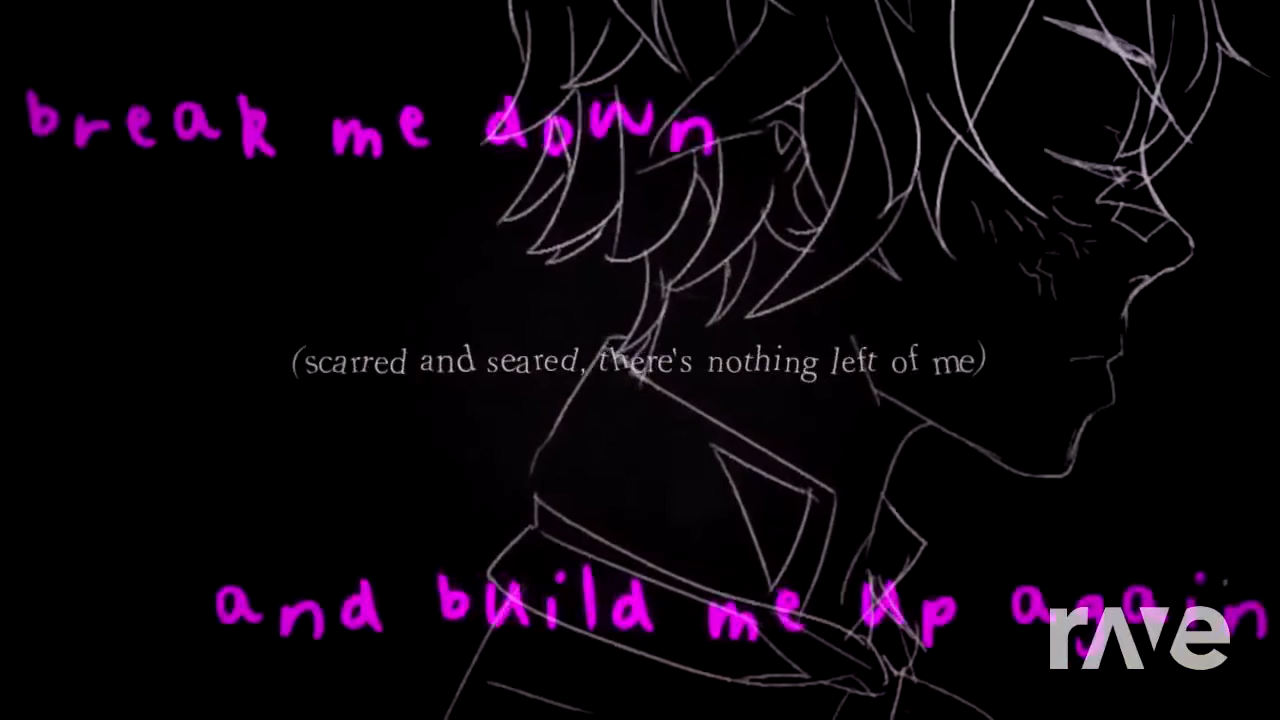 break me down
(scarred and seared, there's nothing left of me)
and build me up again
rave